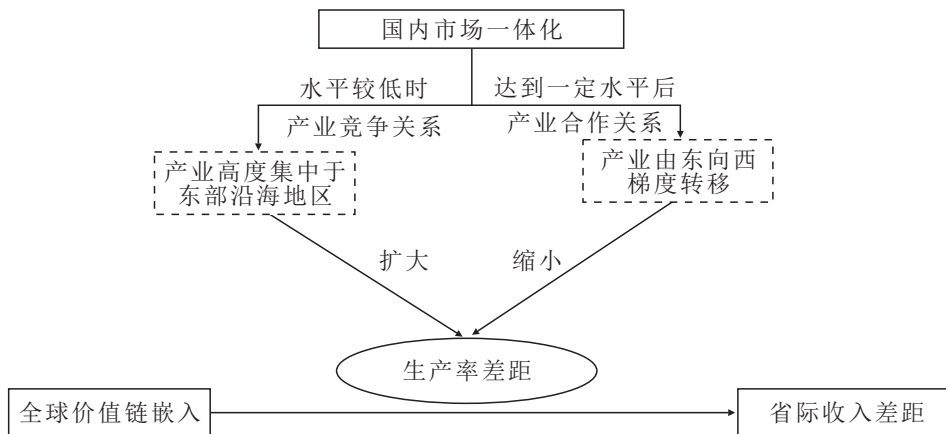 国内市场一体化
水平较低时
达到一定水平后
产业竞争关系
产业合作关系
产业高度集中于
东部沿海地区
产业由东向西
梯度转移
扩大
缩小
生产率差距
全球价值链嵌入
省际收入差距